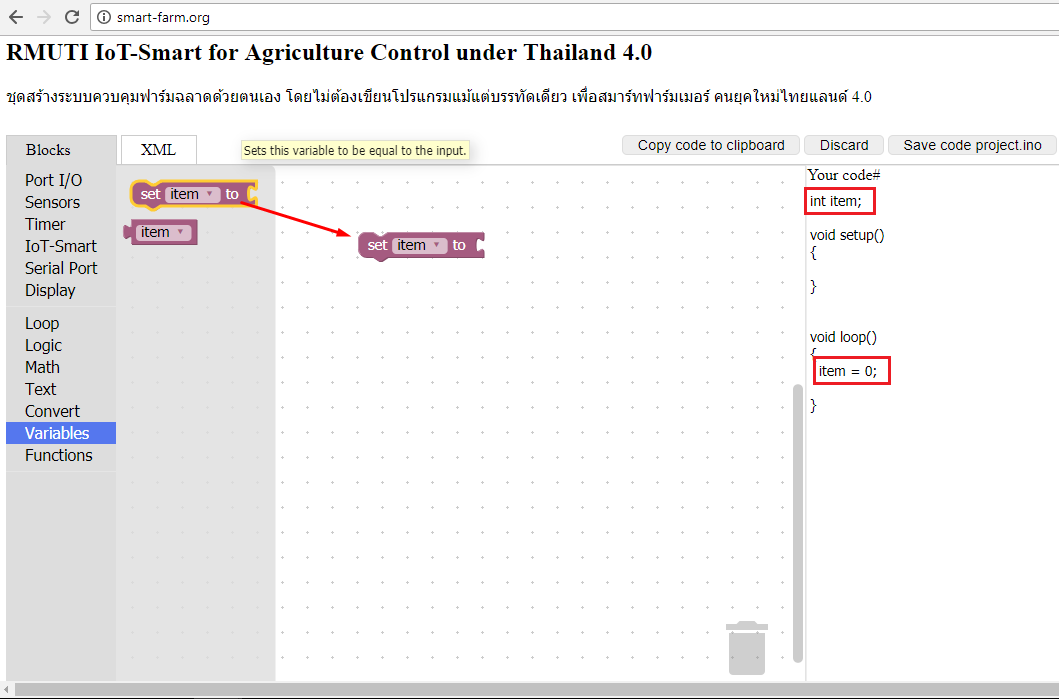 smart-farm.org
RMUTI IoT-Smart for Agriculture Control under Thailand 4.0
ชุดสร้างระบบควบคุมฟาร์มฉลาดด้วยตนเอง โดยไม่ต้องเขียนโปรแกรมแม้แต่บรรทัดเดียว เพื่อสมาร์ทฟาร์มเมอร์ คนยุคใหม่ไทยแลนด์ 4.0
Blocks
XML
Sets this variable to be equal to the input.
Copy code to clipboard
Discard
Save code project.ino
Port I/O
Sensors
Timer
IoT-Smart
Serial Port
Display
Loop
Logic
Math
Text
Convert
Variables
Functions
set item to
item
set item to
Your code#
int item;
void setup()
{
}
void loop()
{
item = 0;
}